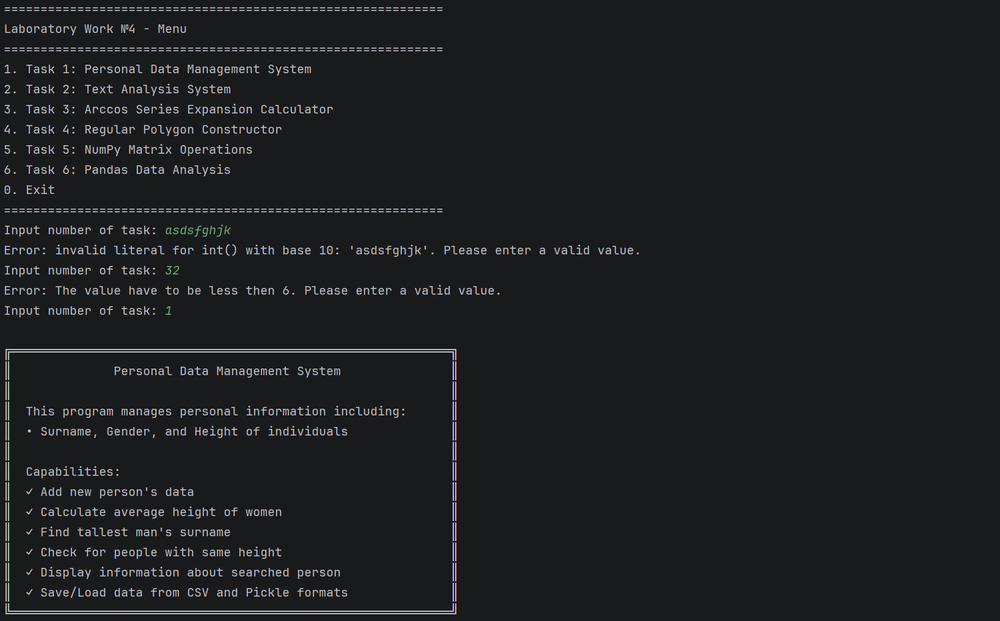 ============================================================
Laboratory Work №4 - Menu
============================================================
1. Task 1: Personal Data Management System
2. Task 2: Text Analysis System
3. Task 3: Arccos Series Expansion Calculator
4. Task 4: Regular Polygon Constructor
5. Task 5: NumPy Matrix Operations
6. Task 6: Pandas Data Analysis
0. Exit
============================================================
Input number of task: asdsfghjk
Error: invalid literal for int() with base 10: 'asdsfghjk'. Please enter a valid value.
Input number of task: 32
Error: The value have to be less then 6. Please enter a valid value.
Input number of task: 1
Personal Data Management System
This program manages personal information including:
• Surname, Gender, and Height of individuals
Capabilities:
✓ Add new person's data
✓ Calculate average height of women
✓ Find tallest man's surname
✓ Check for people with same height
✓ Display information about searched person
✓ Save/Load data from CSV and Pickle formats